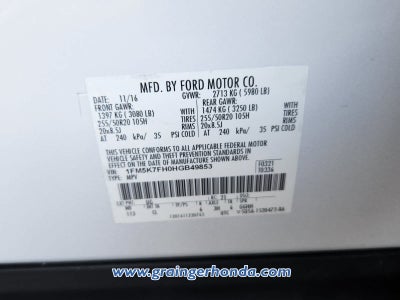 MFD. BY FORD MOTOR CO.
DATE: 11/16 GVWR: 2713 KG ( 5980 LB)
FRONT GAWR: REAR GAWR:
1397 KG ( 3080 LB) 1474 KG ( 3250 LB)
255/50R20 105H TIRES 255/50R20 105H TIRES
20x8.5J RIMS 20x8.5J RIMS
AT 240 kPa/ 35 PSI COLD AT 240 kPa/ 35 PSI COLD
THIS VEHICLE CONFORMS TO ALL APPLICABLE FEDERAL MOTOR
VEHICLE SAFETY AND THEFT PREVENTION STANDARDS IN
EFFECT ON THE DATE OF MANUFACTURE SHOWN ABOVE.
VIN: 1FM5K7FH0HGB49853 F0321
TYPE: MPV T0336
113
www.graingerhonda.com